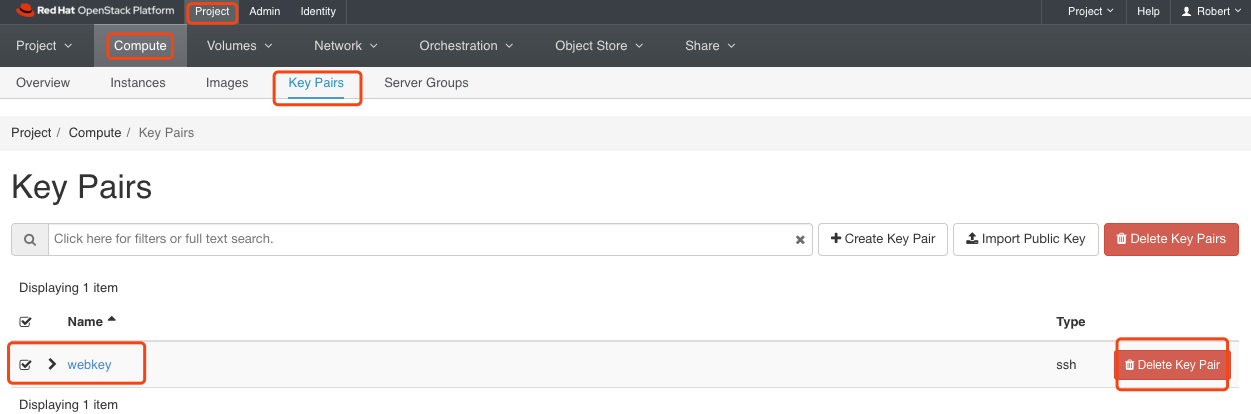 Red Hat OpenStack Platform Project Admin Identity Project Help Robert
Project Compute Volumes Network Orchestration Object Store Share
Overview Instances Images Key Pairs Server Groups
Project / Compute / Key Pairs
Key Pairs
Click here for filters or full text search. Create Key Pair Import Public Key Delete Key Pairs
Displaying 1 item
Name Type
webkey ssh Delete Key Pair
Displaying 1 item